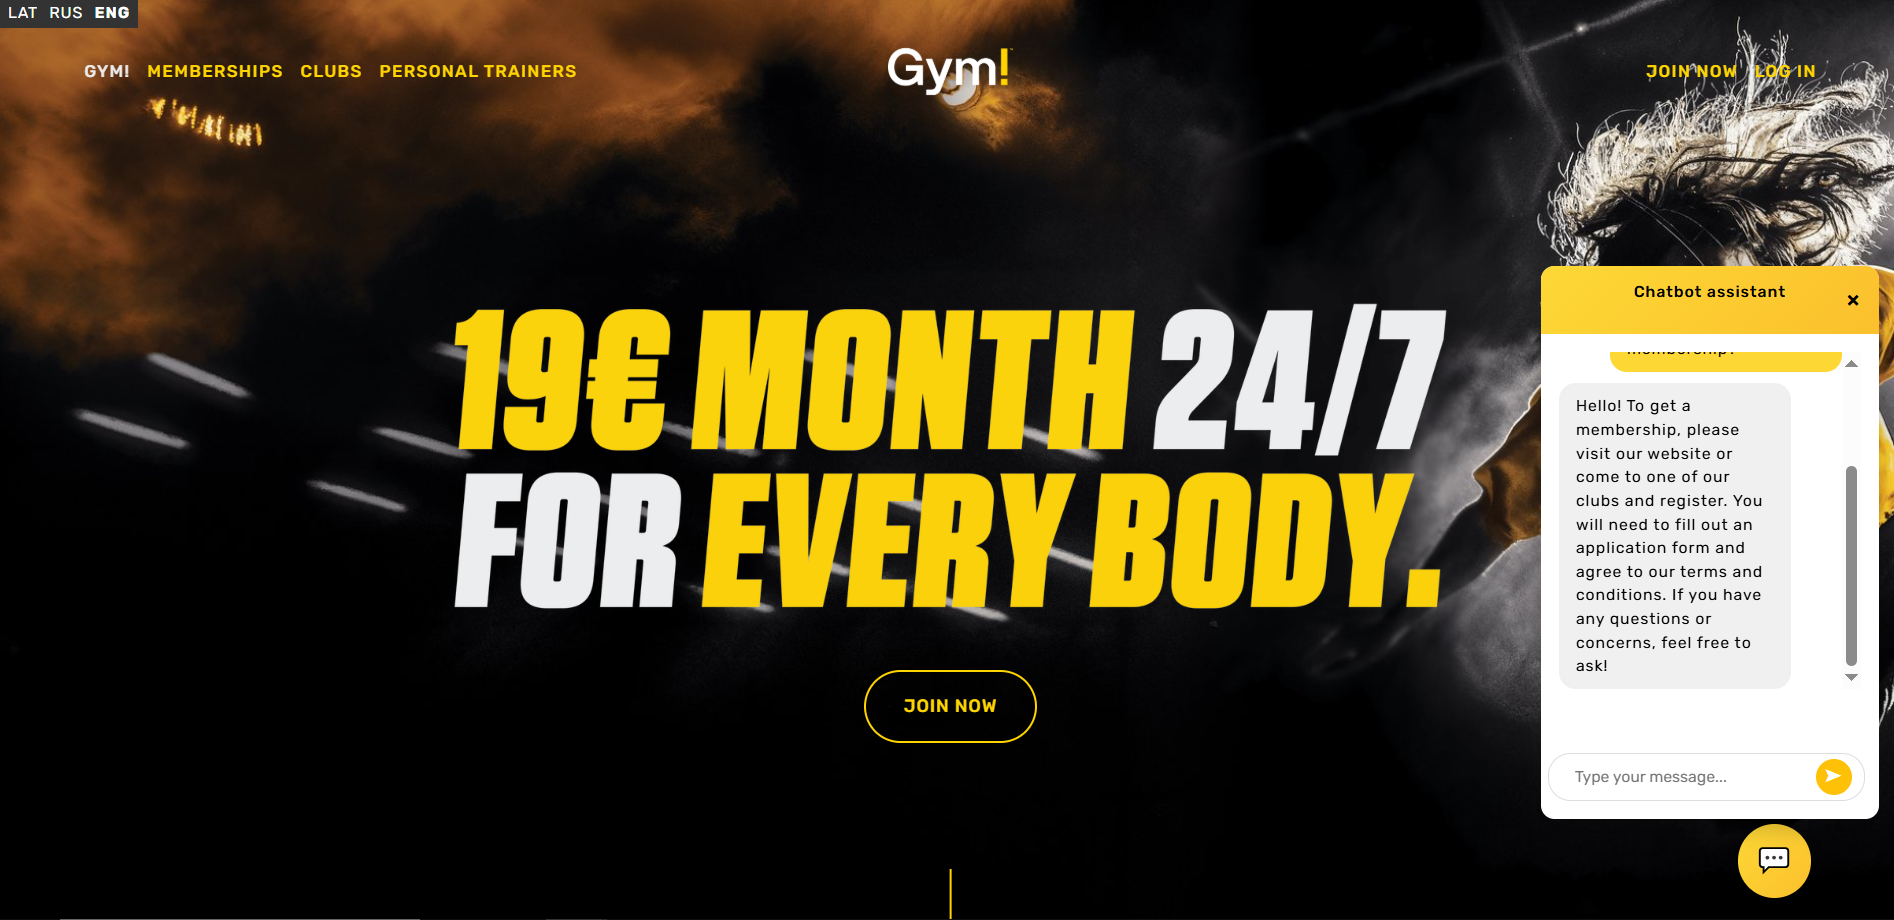 LAT RUS ENG
GYM! MEMBERSHIPS CLUBS PERSONAL TRAINERS
Gym!
JOIN NOW LOG IN
19€ MONTH 24/7
FOR EVERY BODY.
JOIN NOW
Chatbot assistant
membership?
Hello! To get a
membership, please
visit our website or
come to one of our
clubs and register. You
will need to fill out an
application form and
agree to our terms and
conditions. If you have
any questions or
concerns, feel free to
ask!
Type your message...